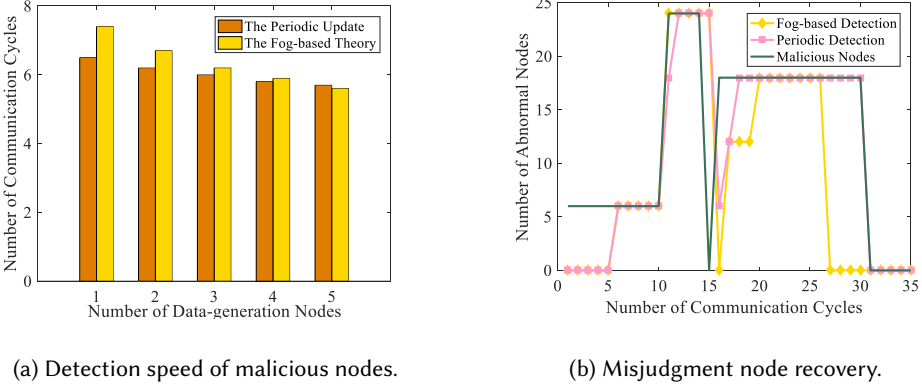 Number of Communication Cycles
8
6
4
2
0
The Periodic Update
The Fog-based Theory
1 2 3 4 5
Number of Data-generation Nodes
(a) Detection speed of malicious nodes.
Number of Abnormal Nodes
25
20
15
10
5
0
Fog-based Detection
Periodic Detection
Malicious Nodes
0 5 10 15 20 25 30 35
Number of Communication Cycles
(b) Misjudgment node recovery.